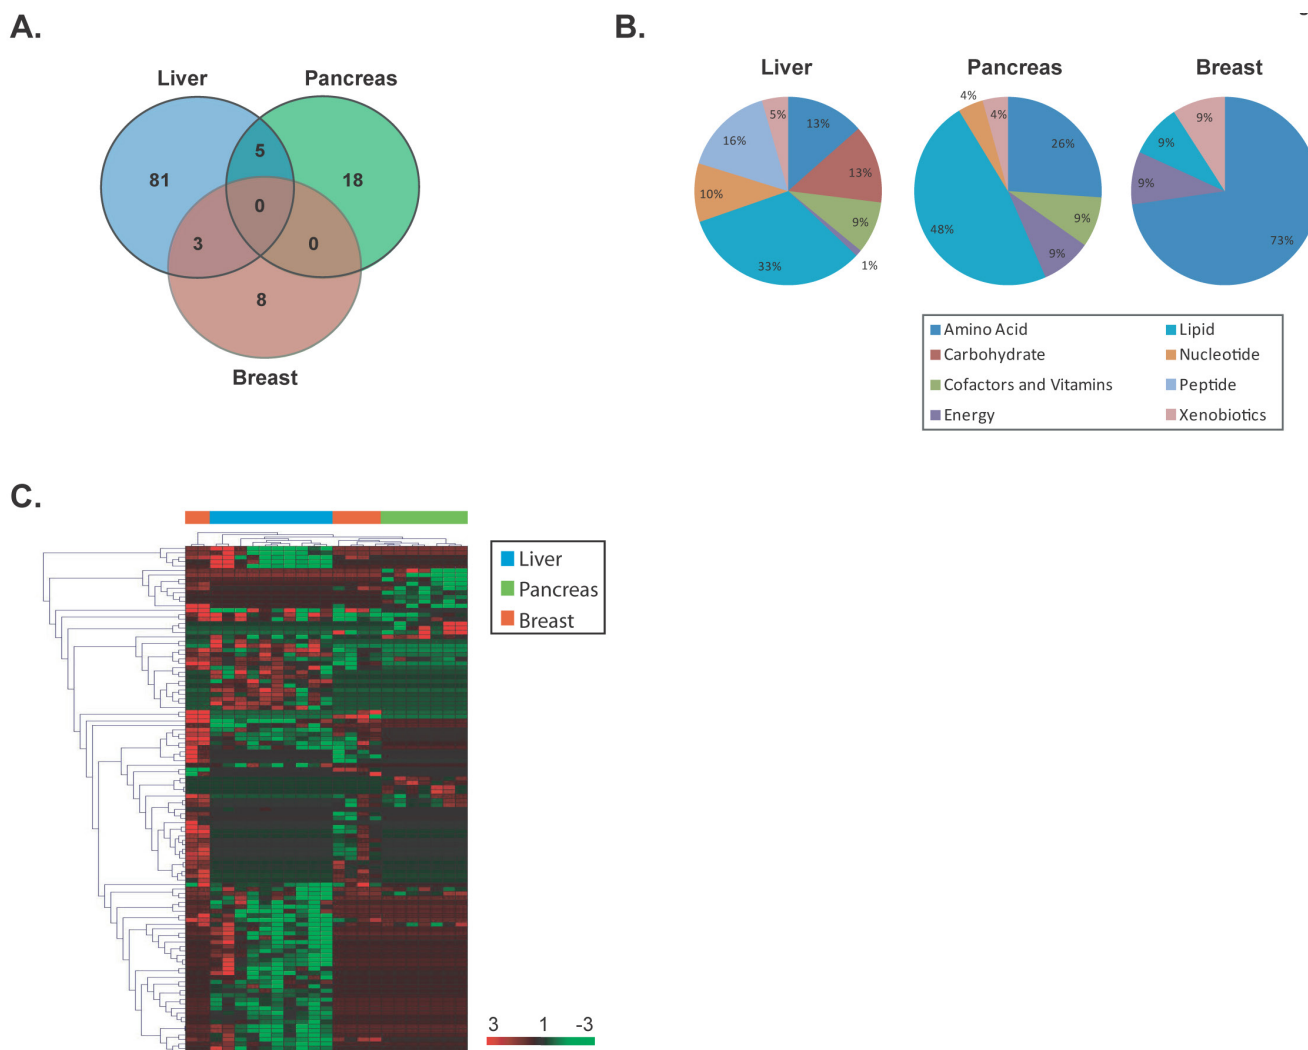 A.
Liver
Pancreas
81
5
18
0
3
0
8
Breast
B.
Liver
Pancreas
Breast
5%
13%
16%
13%
10%
9%
33%
1%
4%
4%
26%
48%
9%
9%
9%
9%
9%
73%
Amino Acid
Lipid
Carbohydrate
Nucleotide
Cofactors and Vitamins
Peptide
Energy
Xenobiotics
C.
Liver
Pancreas
Breast
3 1 -3